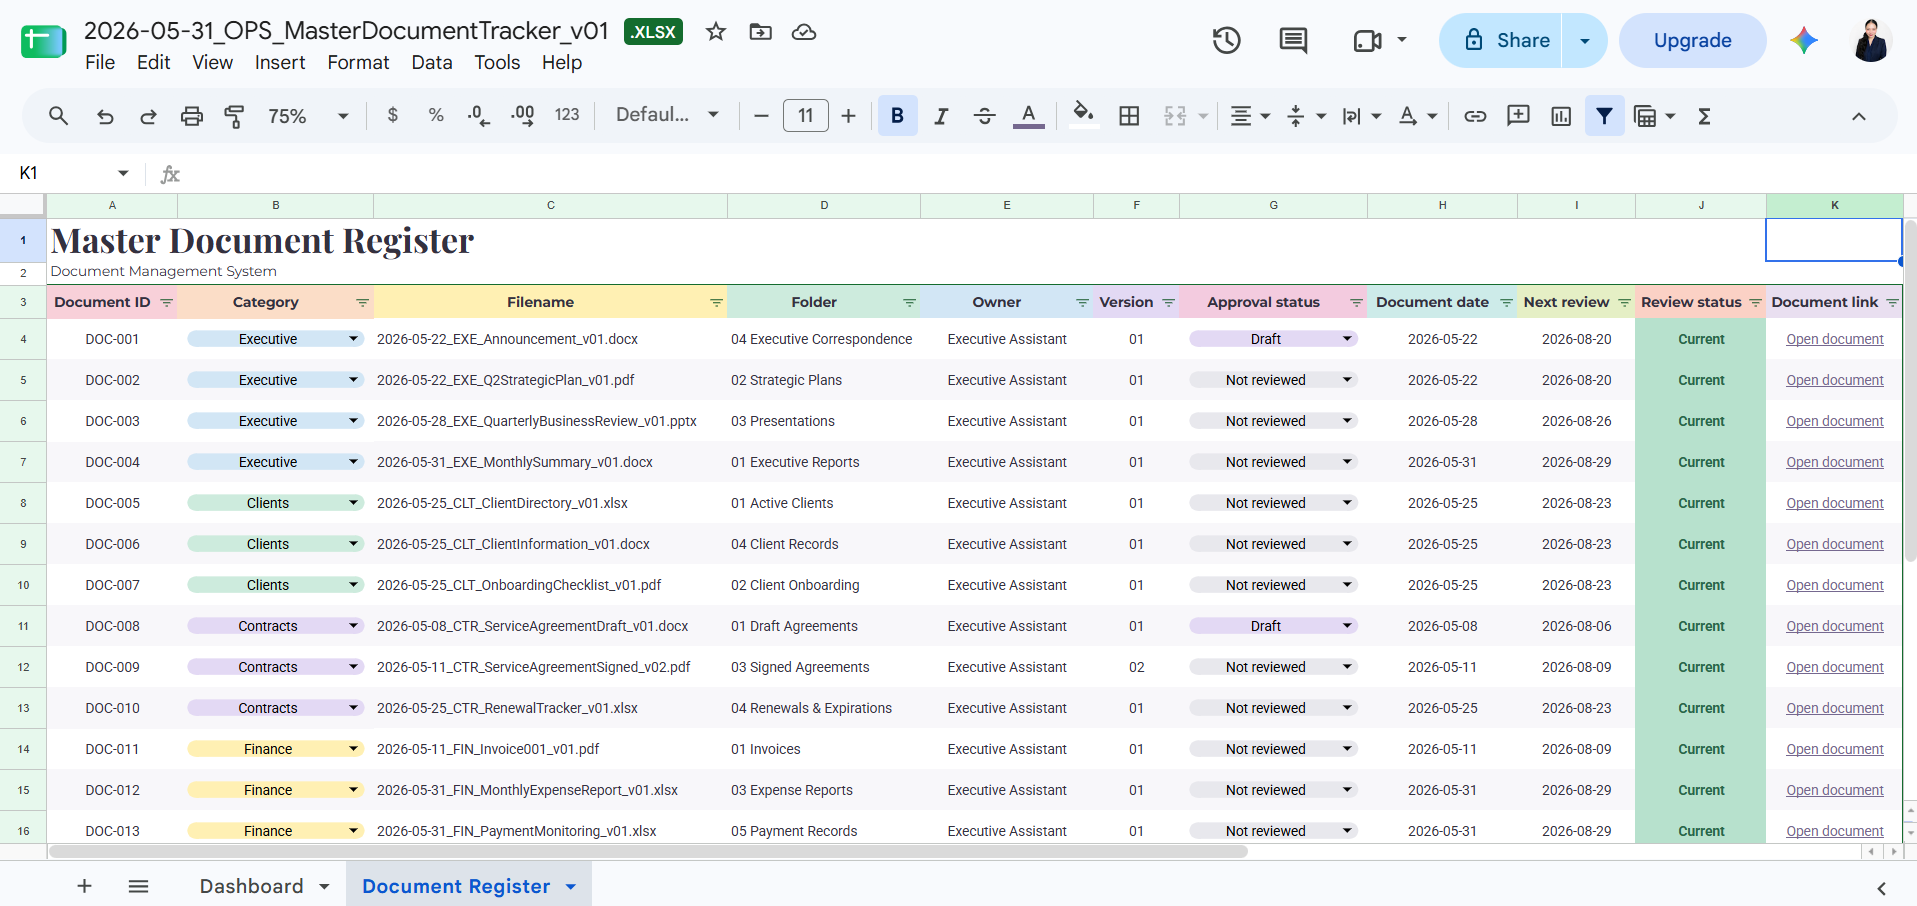 2026-05-31_OPS_MasterDocumentTracker_v01 .XLSX
File Edit View Insert Format Data Tools Help
Share Upgrade
75% $ % .0 .00 123 Defaul... 11 B I A
K1 fx
A B C D E F G H I J K
1 Master Document Register
2 Document Management System
3 Document ID Category Filename Folder Owner Version Approval status Document date Next review Review status Document link
4 DOC-001 Executive 2026-05-22_EXE_Announcement_v01.docx 04 Executive Correspondence Executive Assistant 01 Draft 2026-05-22 2026-08-20 Current Open document
5 DOC-002 Executive 2026-05-22_EXE_Q2StrategicPlan_v01.pdf 02 Strategic Plans Executive Assistant 01 Not reviewed 2026-05-22 2026-08-20 Current Open document
6 DOC-003 Executive 2026-05-28_EXE_QuarterlyBusinessReview_v01.pptx 03 Presentations Executive Assistant 01 Not reviewed 2026-05-28 2026-08-26 Current Open document
7 DOC-004 Executive 2026-05-31_EXE_MonthlySummary_v01.docx 01 Executive Reports Executive Assistant 01 Not reviewed 2026-05-31 2026-08-29 Current Open document
8 DOC-005 Clients 2026-05-25_CLT_ClientDirectory_v01.xlsx 01 Active Clients Executive Assistant 01 Not reviewed 2026-05-25 2026-08-23 Current Open document
9 DOC-006 Clients 2026-05-25_CLT_ClientInformation_v01.docx 04 Client Records Executive Assistant 01 Not reviewed 2026-05-25 2026-08-23 Current Open document
10 DOC-007 Clients 2026-05-25_CLT_OnboardingChecklist_v01.pdf 02 Client Onboarding Executive Assistant 01 Not reviewed 2026-05-25 2026-08-23 Current Open document
11 DOC-008 Contracts 2026-05-08_CTR_ServiceAgreementDraft_v01.docx 01 Draft Agreements Executive Assistant 01 Draft 2026-05-08 2026-08-06 Current Open document
12 DOC-009 Contracts 2026-05-11_CTR_ServiceAgreementSigned_v02.pdf 03 Signed Agreements Executive Assistant 02 Not reviewed 2026-05-11 2026-08-09 Current Open document
13 DOC-010 Contracts 2026-05-25_CTR_RenewalTracker_v01.xlsx 04 Renewals & Expirations Executive Assistant 01 Not reviewed 2026-05-25 2026-08-23 Current Open document
14 DOC-011 Finance 2026-05-11_FIN_Invoice001_v01.pdf 01 Invoices Executive Assistant 01 Not reviewed 2026-05-11 2026-08-09 Current Open document
15 DOC-012 Finance 2026-05-31_FIN_MonthlyExpenseReport_v01.xlsx 03 Expense Reports Executive Assistant 01 Not reviewed 2026-05-31 2026-08-29 Current Open document
16 DOC-013 Finance 2026-05-31_FIN_PaymentMonitoring_v01.xlsx 05 Payment Records Executive Assistant 01 Not reviewed 2026-05-31 2026-08-29 Current Open document
Dashboard Document Register